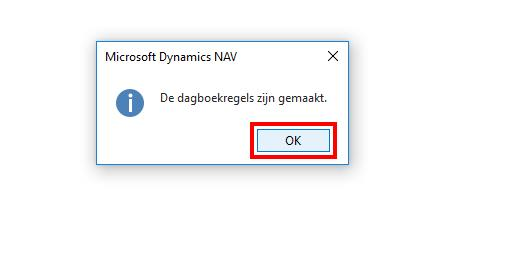 Microsoft Dynamics NAV
De dagboekregels zijn gemaakt.
OK